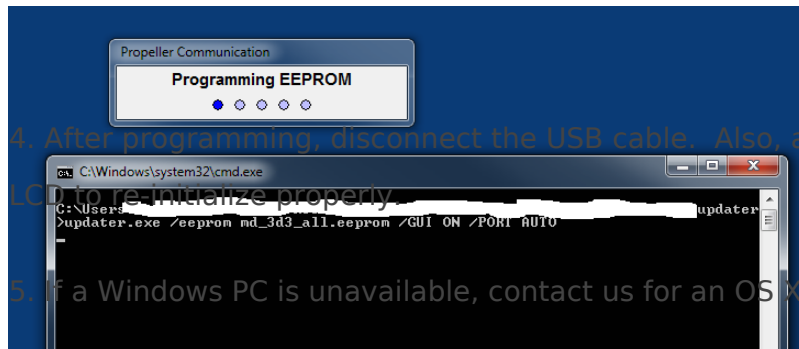 Propeller Communication
Programming EEPROM
4. After programming, disconnect the USB cable.  Also, a
C:\Windows\system32\cmd.exe
LCD to re-initialize properly.
C:\Users updater
>updater.exe /eeprom md_3d3_all.eeprom /GUI ON /PORT AUTO
5. If a Windows PC is unavailable, contact us for an OS X